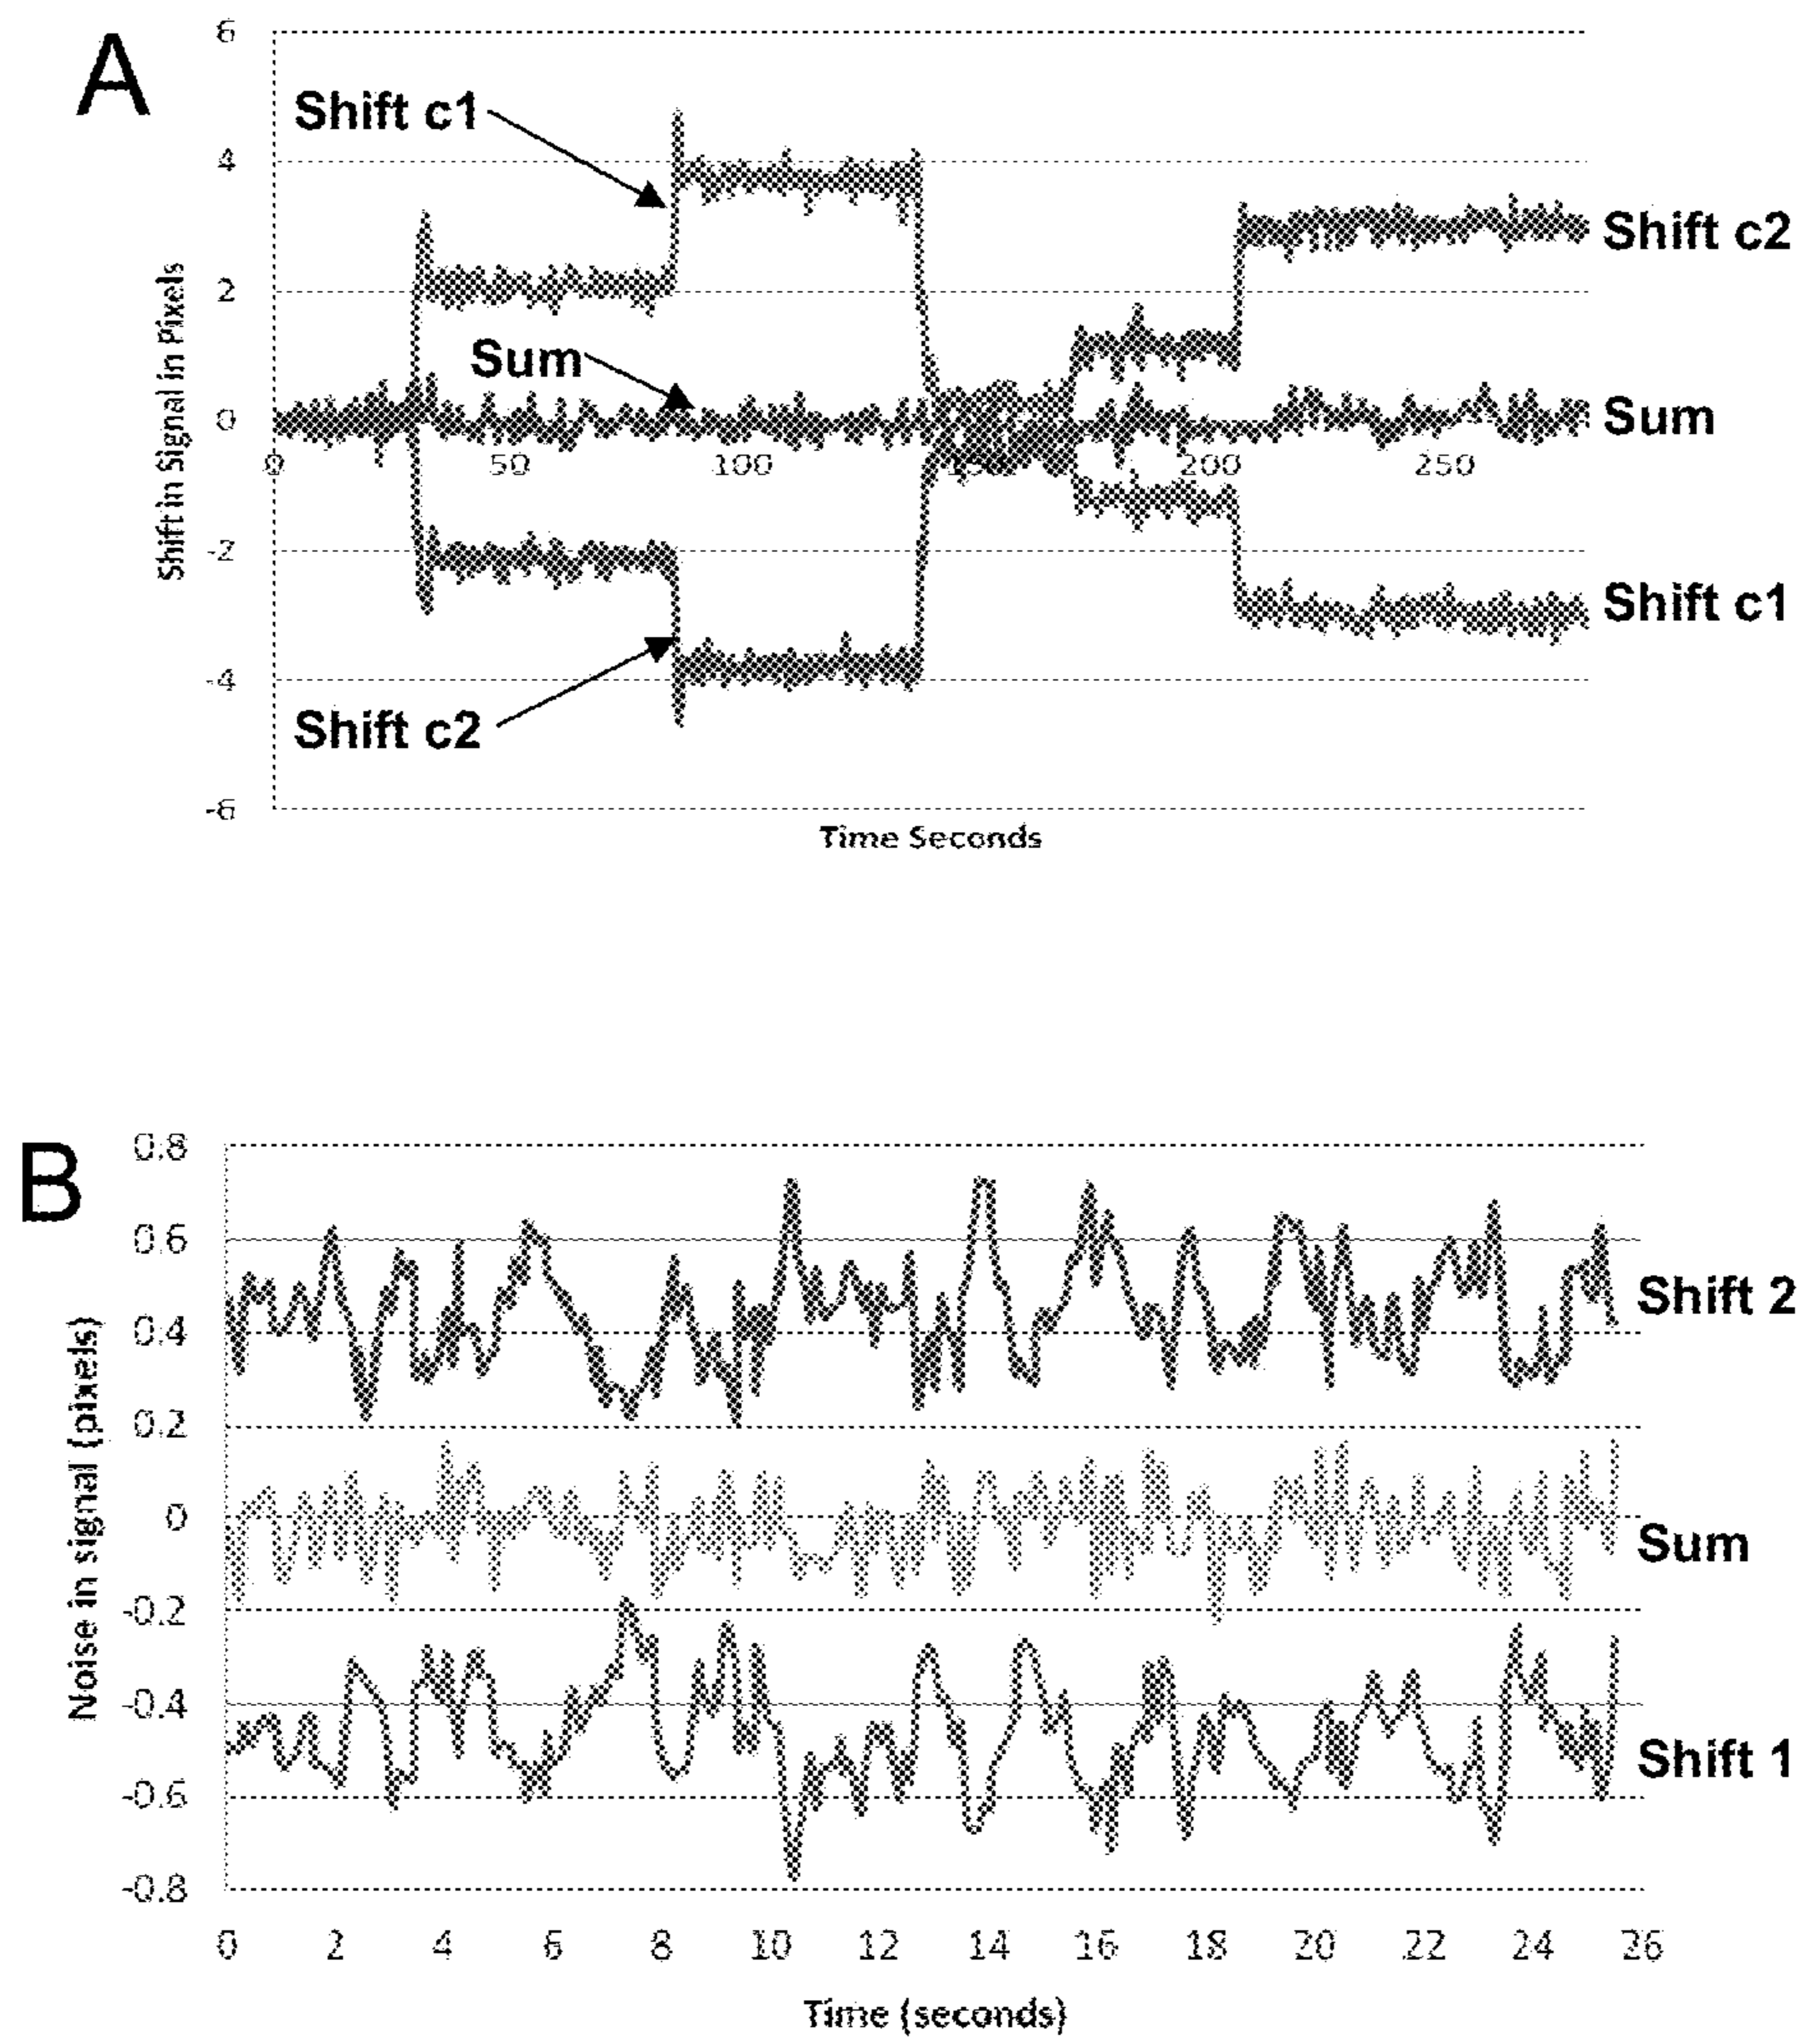 A
6
Shift c1
4
Shift c2
2
Sum
Shift in Signal in Pixels
0
Sum
0 50 100 150 200 250
-2
Shift c1
-4
Shift c2
-6
Time Seconds
B
0.8
0.6
Shift 2
0.4
0.2
Noise in signal (pixels)
0
Sum
-0.2
-0.4
Shift 1
-0.6
-0.8
0 2 4 6 8 10 12 14 16 18 20 22 24 26
Time (seconds)